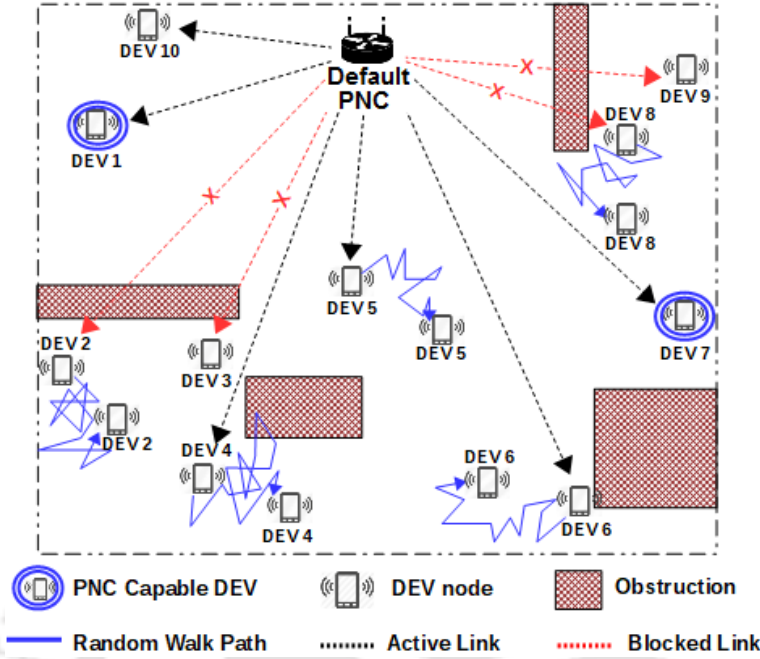 DEV 10
Default
PNC
DEV 9
DEV 8
DEV 1
X
X
X
X
DEV 8
DEV 5
DEV 5
DEV 7
DEV 2
DEV 3
DEV 2
DEV 4
DEV 6
DEV 4
DEV 6
PNC Capable DEV
DEV node
Obstruction
Random Walk Path
Active Link
Blocked Link